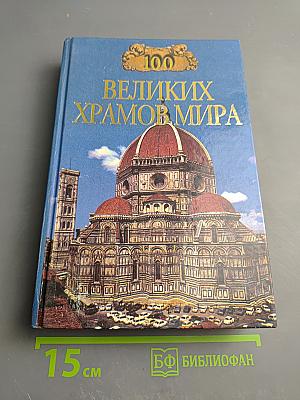 100
ВЕЛИКИХ
ХРАМОВ МИРА
15 см
БФ БИБЛИОФАН